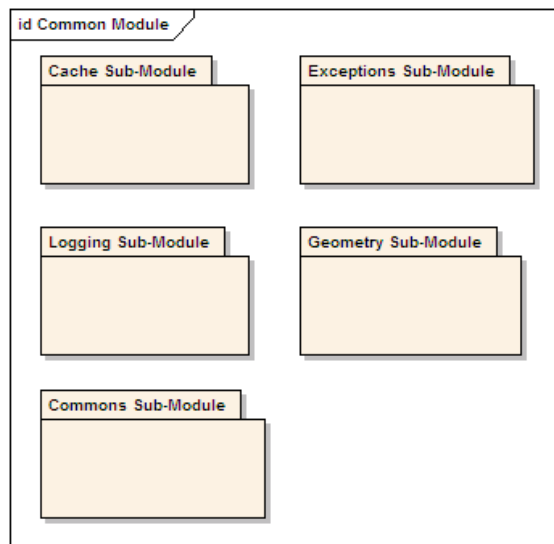 id Common Module
Cache Sub-Module
Exceptions Sub-Module
Logging Sub-Module
Geometry Sub-Module
Commons Sub-Module